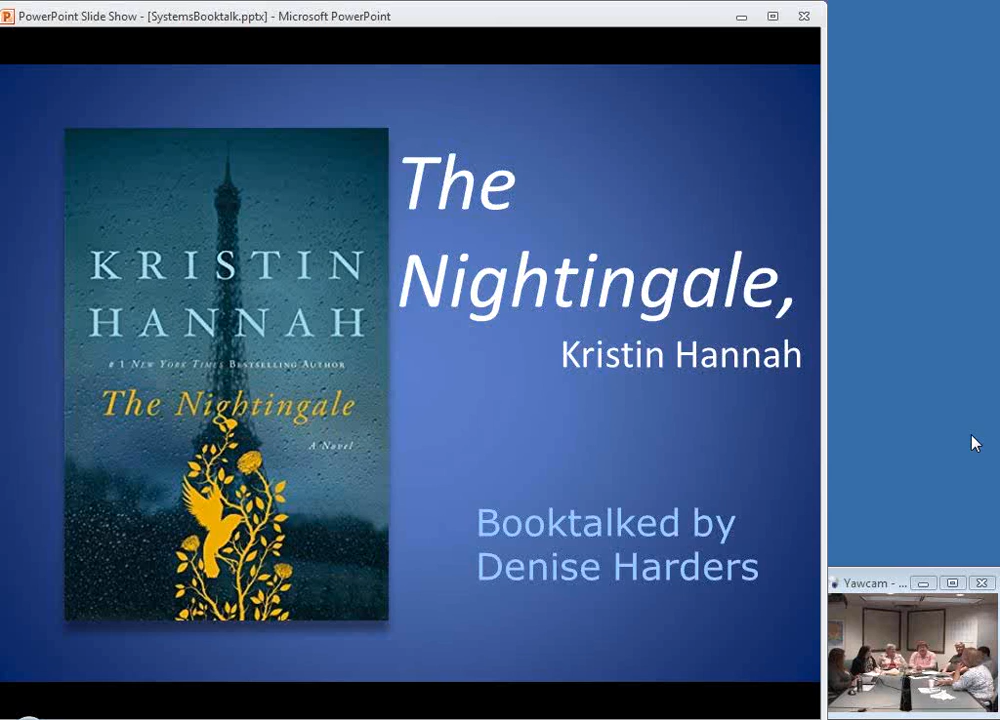 PowerPoint Slide Show - [SystemsBooktalk.pptx] - Microsoft PowerPoint
KRISTIN
HANNAH
#1 NEW YORK TIMES BESTSELLING AUTHOR
The Nightingale
A Novel
The
Nightingale,
Kristin Hannah
Booktalked by
Denise Harders
Yawcam - ...